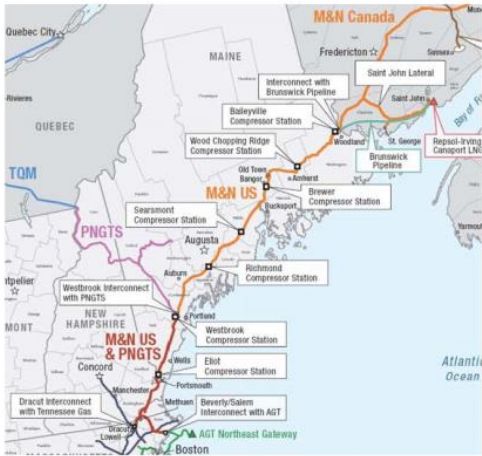 Quebec City
M&N Canada
Fredericton
Sussex
MAINE
Interconnect with
Brunswick
Pipeline
Saint John Lateral
Rivières
QUEBEC
Baileyville
Compressor Station
Saint John
Bay of
Woodland
St. George
Wood Chopping Ridge
Compressor Station
Repsol-Irving
Canaport LNG
Brunswick
Pipeline
TQM
Old Town
Bangor
Amherst
M&N US
Bucksport
Brewer
Compressor Station
Searsmont
Compressor Station
Yarmou
PNGTS
Augusta
Auburn
Richmond
Compressor Station
Westbrook Interconnect
with PNGTS
tpelier
Portland
NEW
HAMPSHIRE
Westbrook
Compressor Station
MONT
M&N US
& PNGTS
Wells
Atlantic
Ocean
Concord
Eliot
Compressor Station
Manchester
Portsmouth
Dracut Interconnect
with Tennessee Gas
Methuen
Beverly/Salem
Interconnect with AGT
Dracut
Lowell
AGT Northeast Gateway
Boston